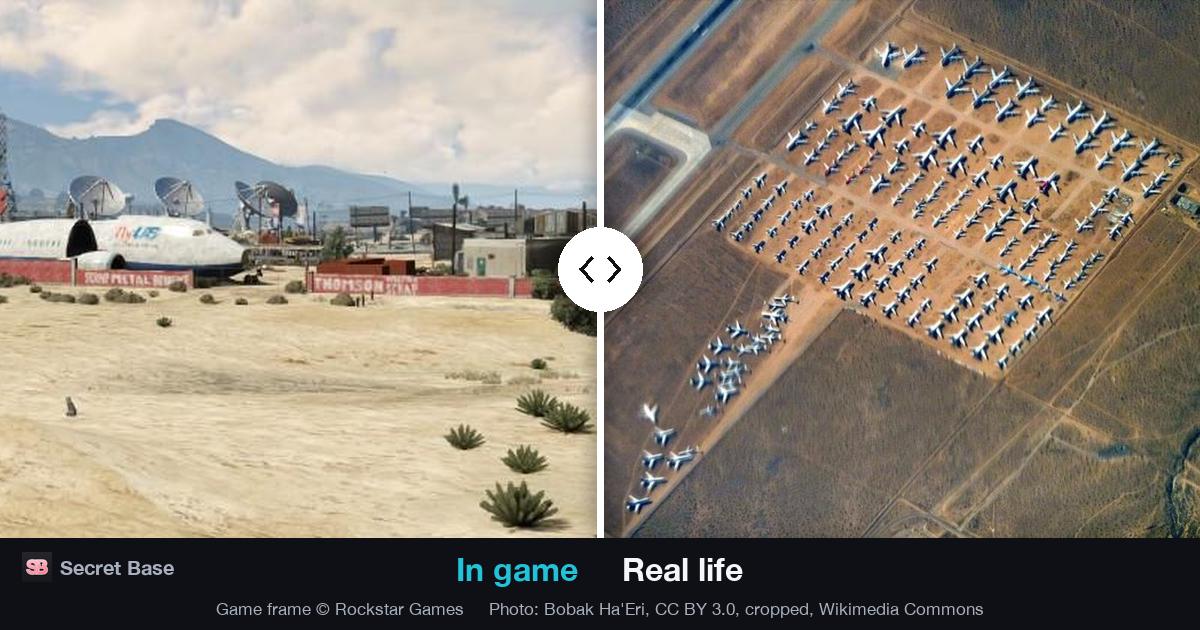 flyUS
SCRAP METAL
THOMSON
SB Secret Base
In game Real life
Game frame © Rockstar Games Photo: Bobak Ha'Eri, CC BY 3.0, cropped, Wikimedia Commons